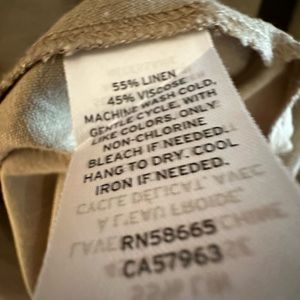 55% LINEN
45% VISCOSE
MACHINE WASH COLD,
GENTLE CYCLE, WITH
LIKE COLORS. ONLY
NON-CHLORINE
BLEACH IF NEEDED.
HANG TO DRY. COOL
IRON IF NEEDED.
RN58665
CA57963